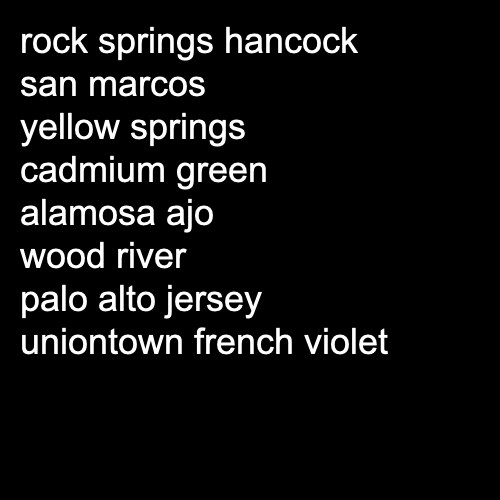 rock springs hancock
san marcos
yellow springs
cadmium green
alamosa ajo
wood river
palo alto jersey
uniontown french violet